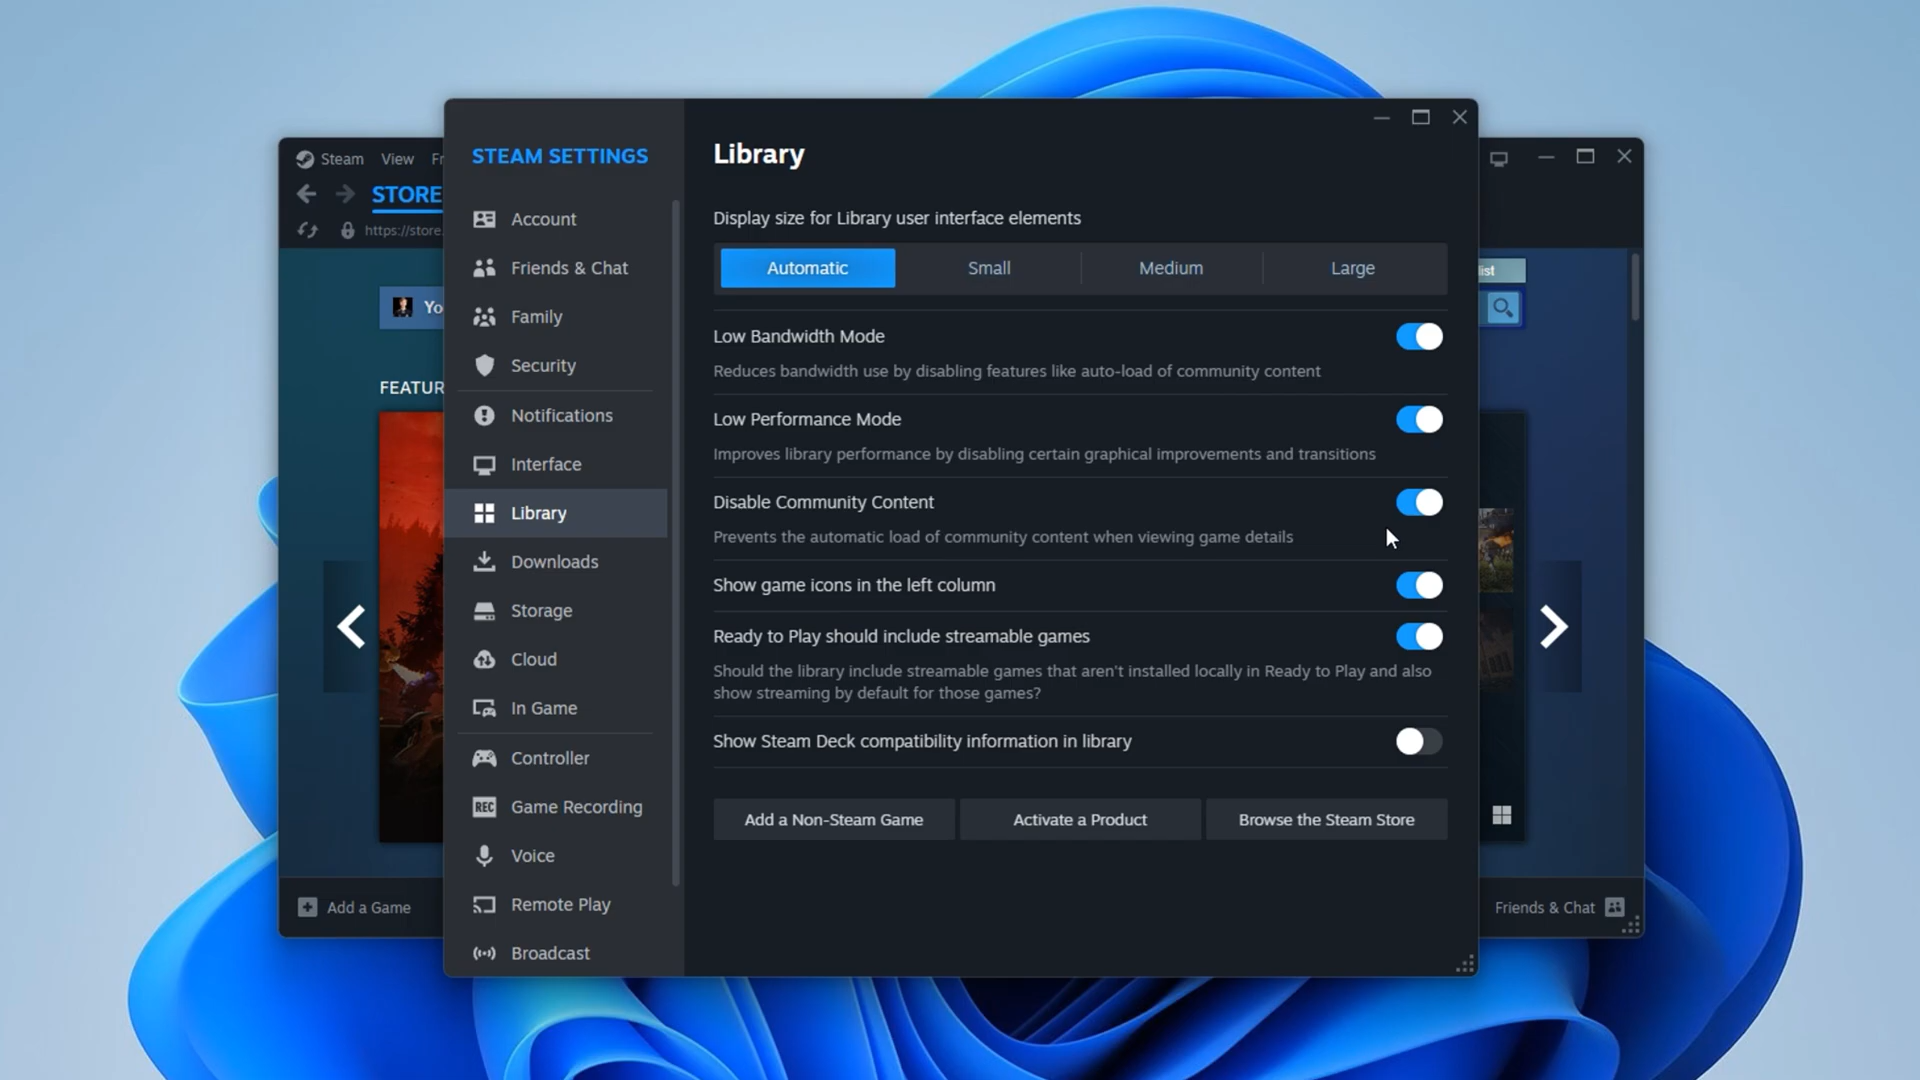 Steam View Fr
STORE
https://store.
Yo
FEATUR
Add a Game
STEAM SETTINGS
Account
Friends & Chat
Family
Security
Notifications
Interface
Library
Downloads
Storage
Cloud
In Game
Controller
REC Game Recording
Voice
Remote Play
Broadcast
Library
Display size for Library user interface elements
Automatic Small Medium Large
Low Bandwidth Mode
Reduces bandwidth use by disabling features like auto-load of community content
Low Performance Mode
Improves library performance by disabling certain graphical improvements and transitions
Disable Community Content
Prevents the automatic load of community content when viewing game details
Show game icons in the left column
Ready to Play should include streamable games
Should the library include streamable games that aren't installed locally in Ready to Play and also
show streaming by default for those games?
Show Steam Deck compatibility information in library
Add a Non-Steam Game Activate a Product Browse the Steam Store
list
Friends & Chat